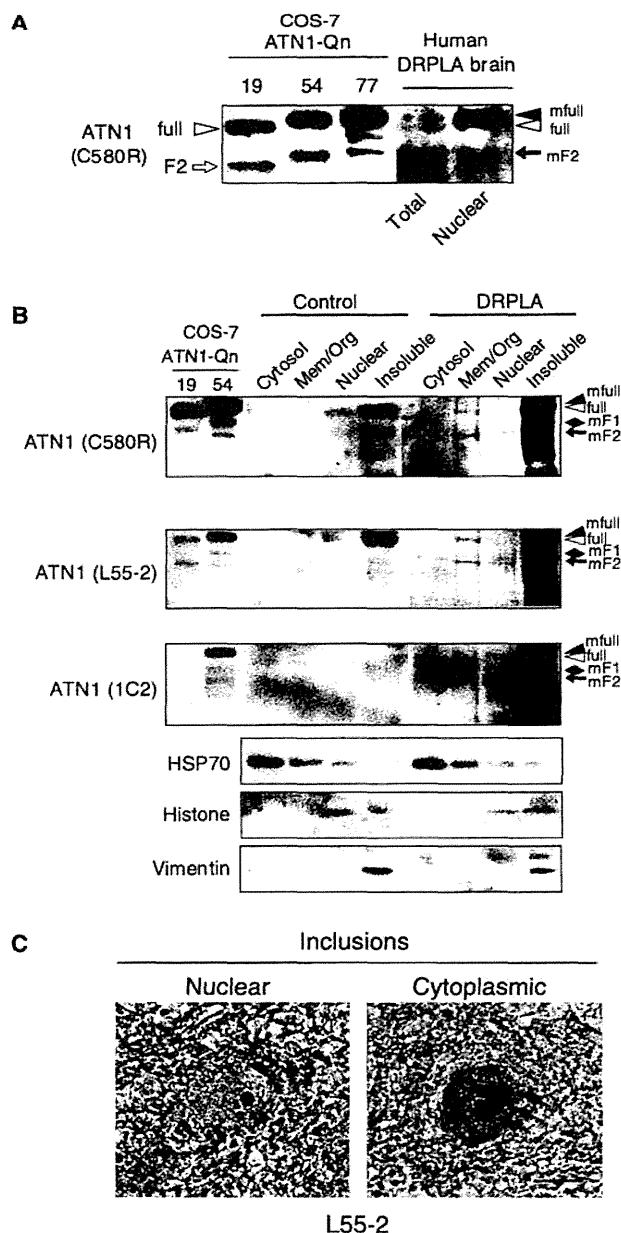 A
COS-7
ATN1-Qn
Human
DRPLA brain
19 54 77
ATN1
(C580R)
full
F2
mfull
full
mF2
Total
Nuclear
B
Control
DRPLA
COS-7
ATN1-Qn
19 54
Cytosol
Mem/Org
Nuclear
Insoluble
Cytosol
Mem/Org
Nuclear
Insoluble
ATN1 (C580R)
mfull
full
mF1
mF2
ATN1 (L55-2)
mfull
full
mF1
mF2
ATN1 (1C2)
mfull
full
mF1
mF2
HSP70
Histone
Vimentin
C
Inclusions
Nuclear
Cytoplasmic
L55-2